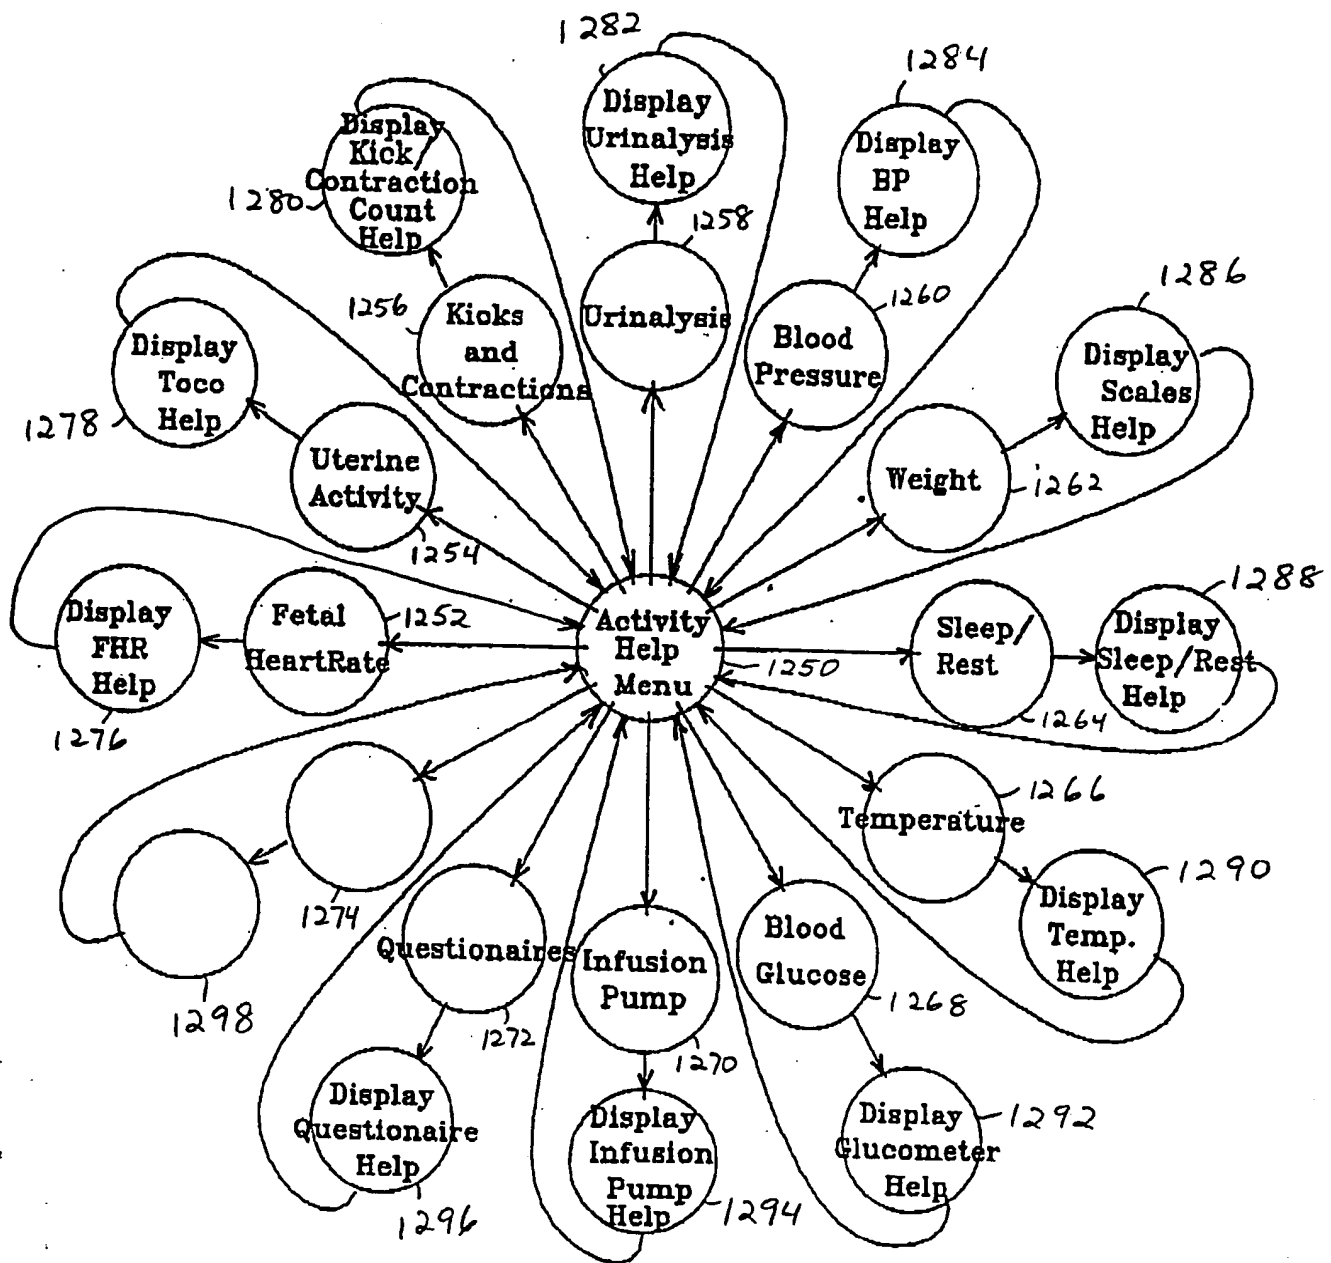 1282
Display
Urinalysis
Help
1284
Display
BP
Help
Display
Kick/
Contraction
Count
Help
1280
1258
Urinalysis
1286
Display
Scales
Help
1256
Kioks
and
Contractions
1260
Blood
Pressure
Display
Toco
Help
1278
Uterine
Activity
1254
Weight
1262
1288
Display
Sleep/Rest
Help
Sleep/
Rest
1264
Activity
Help
Menu
1250
Fetal
HeartRate
1252
Display
FHR
Help
1276
1266
Temperature
1290
Display
Temp.
Help
1274
1298
Questionaires
1272
Infusion
Pump
1270
Blood
Glucose
1268
Display
Questionaire
Help
1296
Display
Infusion
Pump
Help
1294
Display
Glucometer
Help
1292